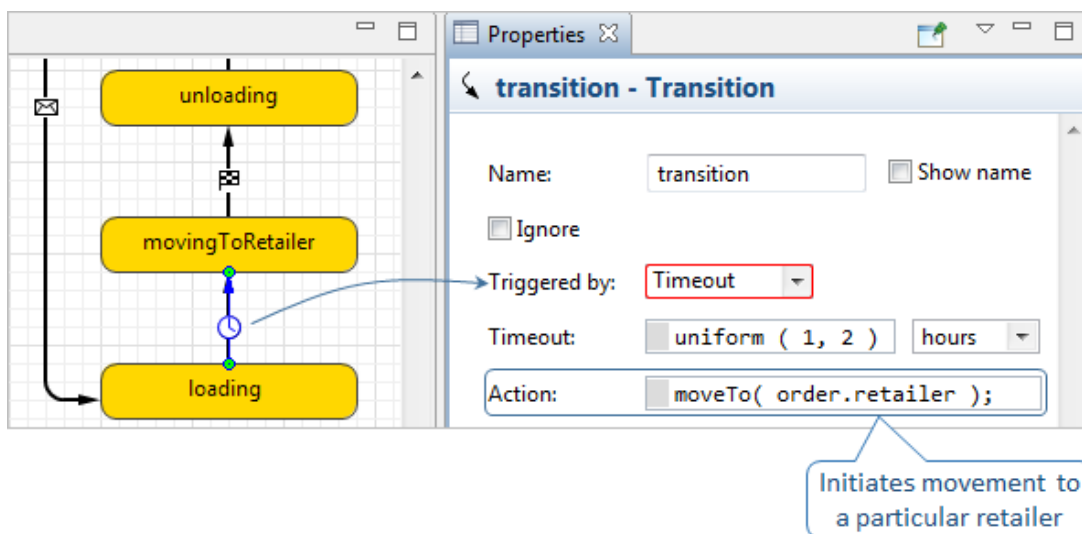 unloading
movingToRetailer
loading
Properties
transition - Transition
Name:
transition
Show name
Ignore
Triggered by:
Timeout
Timeout:
uniform ( 1, 2 )
hours
Action:
moveTo( order.retailer );
Initiates movement to
a particular retailer